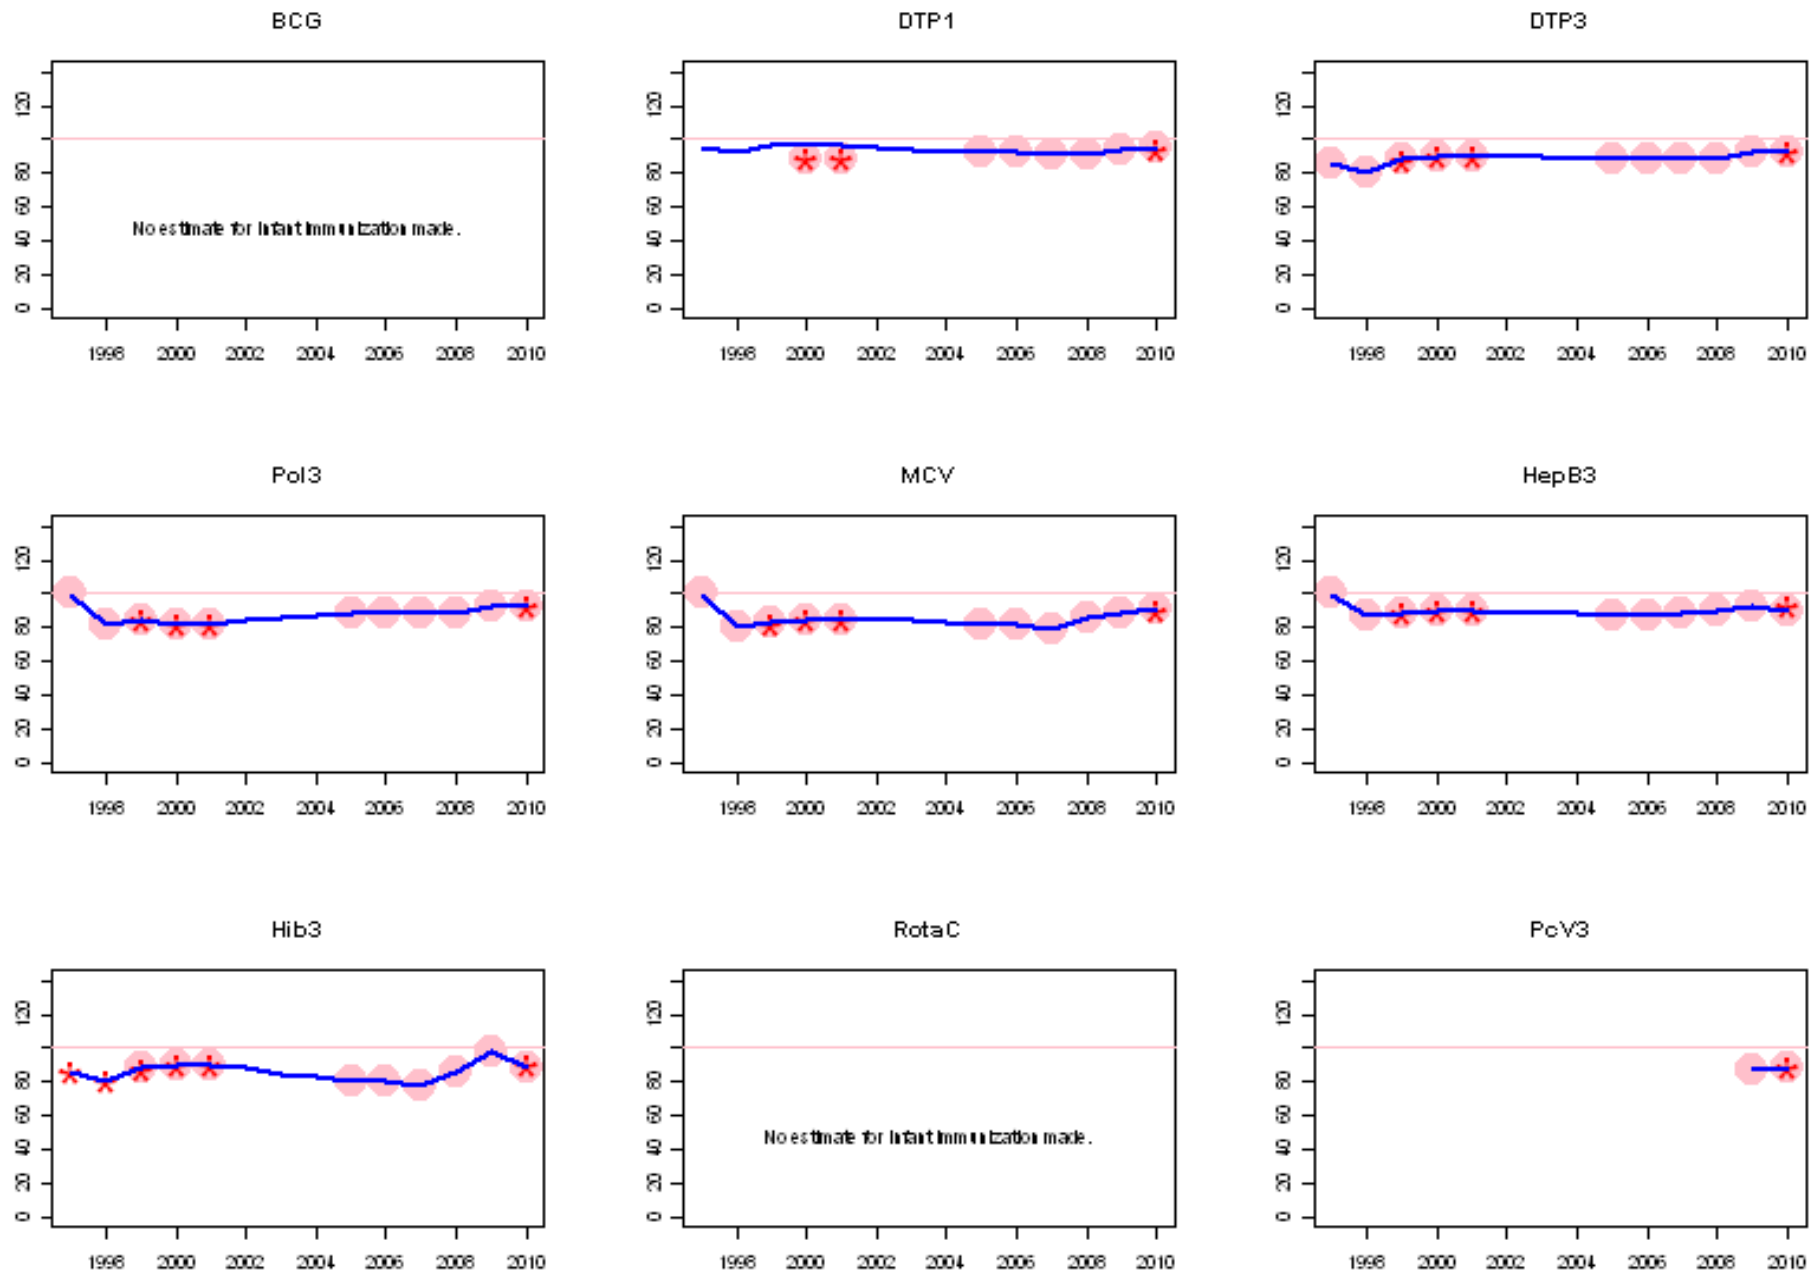 BCG
DTP1
DTP3
0 20 40 60 80 120
0 20 40 60 80 120
0 20 40 60 80 120
No estimate for infant immunization made.
1998 2000 2002 2004 2006 2008 2010
1998 2000 2002 2004 2006 2008 2010
1998 2000 2002 2004 2006 2008 2010
Pol3
MCV
HepB3
0 20 40 60 80 120
0 20 40 60 80 120
0 20 40 60 80 120
1998 2000 2002 2004 2006 2008 2010
1998 2000 2002 2004 2006 2008 2010
1998 2000 2002 2004 2006 2008 2010
Hib3
RotaC
PcV3
0 20 40 60 80 120
0 20 40 60 80 120
0 20 40 60 80 120
No estimate for infant immunization made.
1998 2000 2002 2004 2006 2008 2010
1998 2000 2002 2004 2006 2008 2010
1998 2000 2002 2004 2006 2008 2010